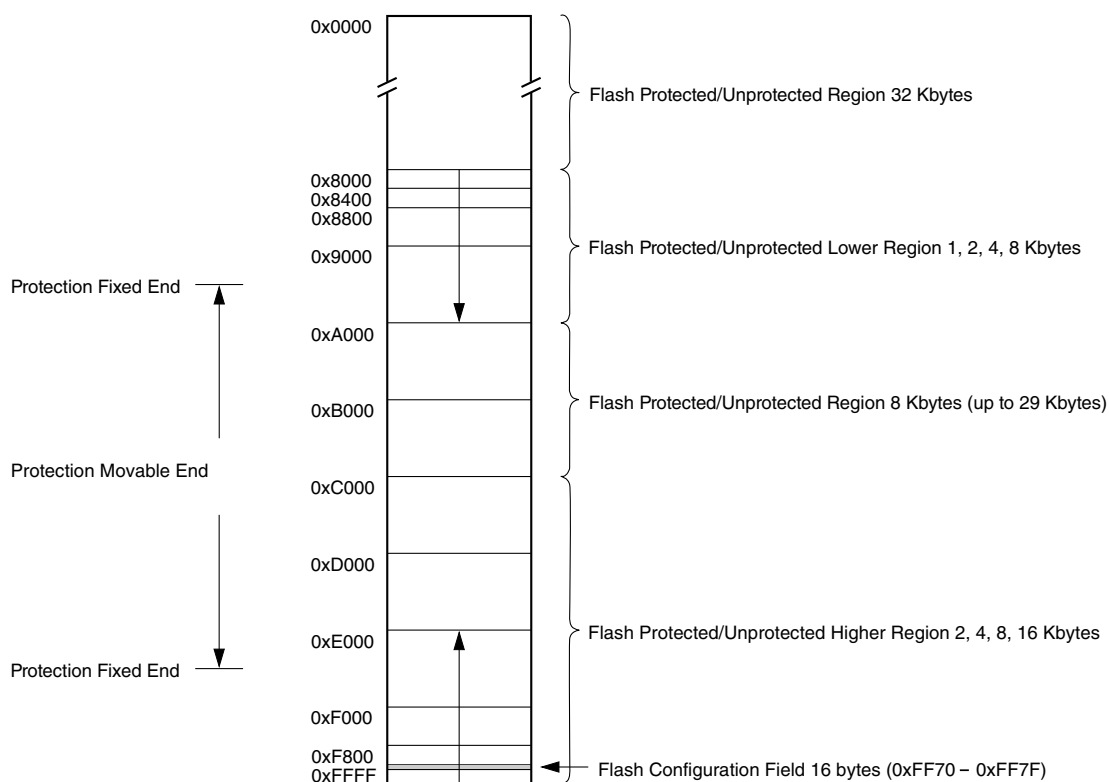 0x0000
Flash Protected/Unprotected Region 32 Kbytes
0x8000
0x8400
0x8800
Flash Protected/Unprotected Lower Region 1, 2, 4, 8 Kbytes
0x9000
Protection Fixed End
0xA000
Flash Protected/Unprotected Region 8 Kbytes (up to 29 Kbytes)
0xB000
Protection Movable End
0xC000
0xD000
Flash Protected/Unprotected Higher Region 2, 4, 8, 16 Kbytes
0xE000
Protection Fixed End
0xF000
0xF800
Flash Configuration Field 16 bytes (0xFF70 – 0xFF7F)
0xFFFF